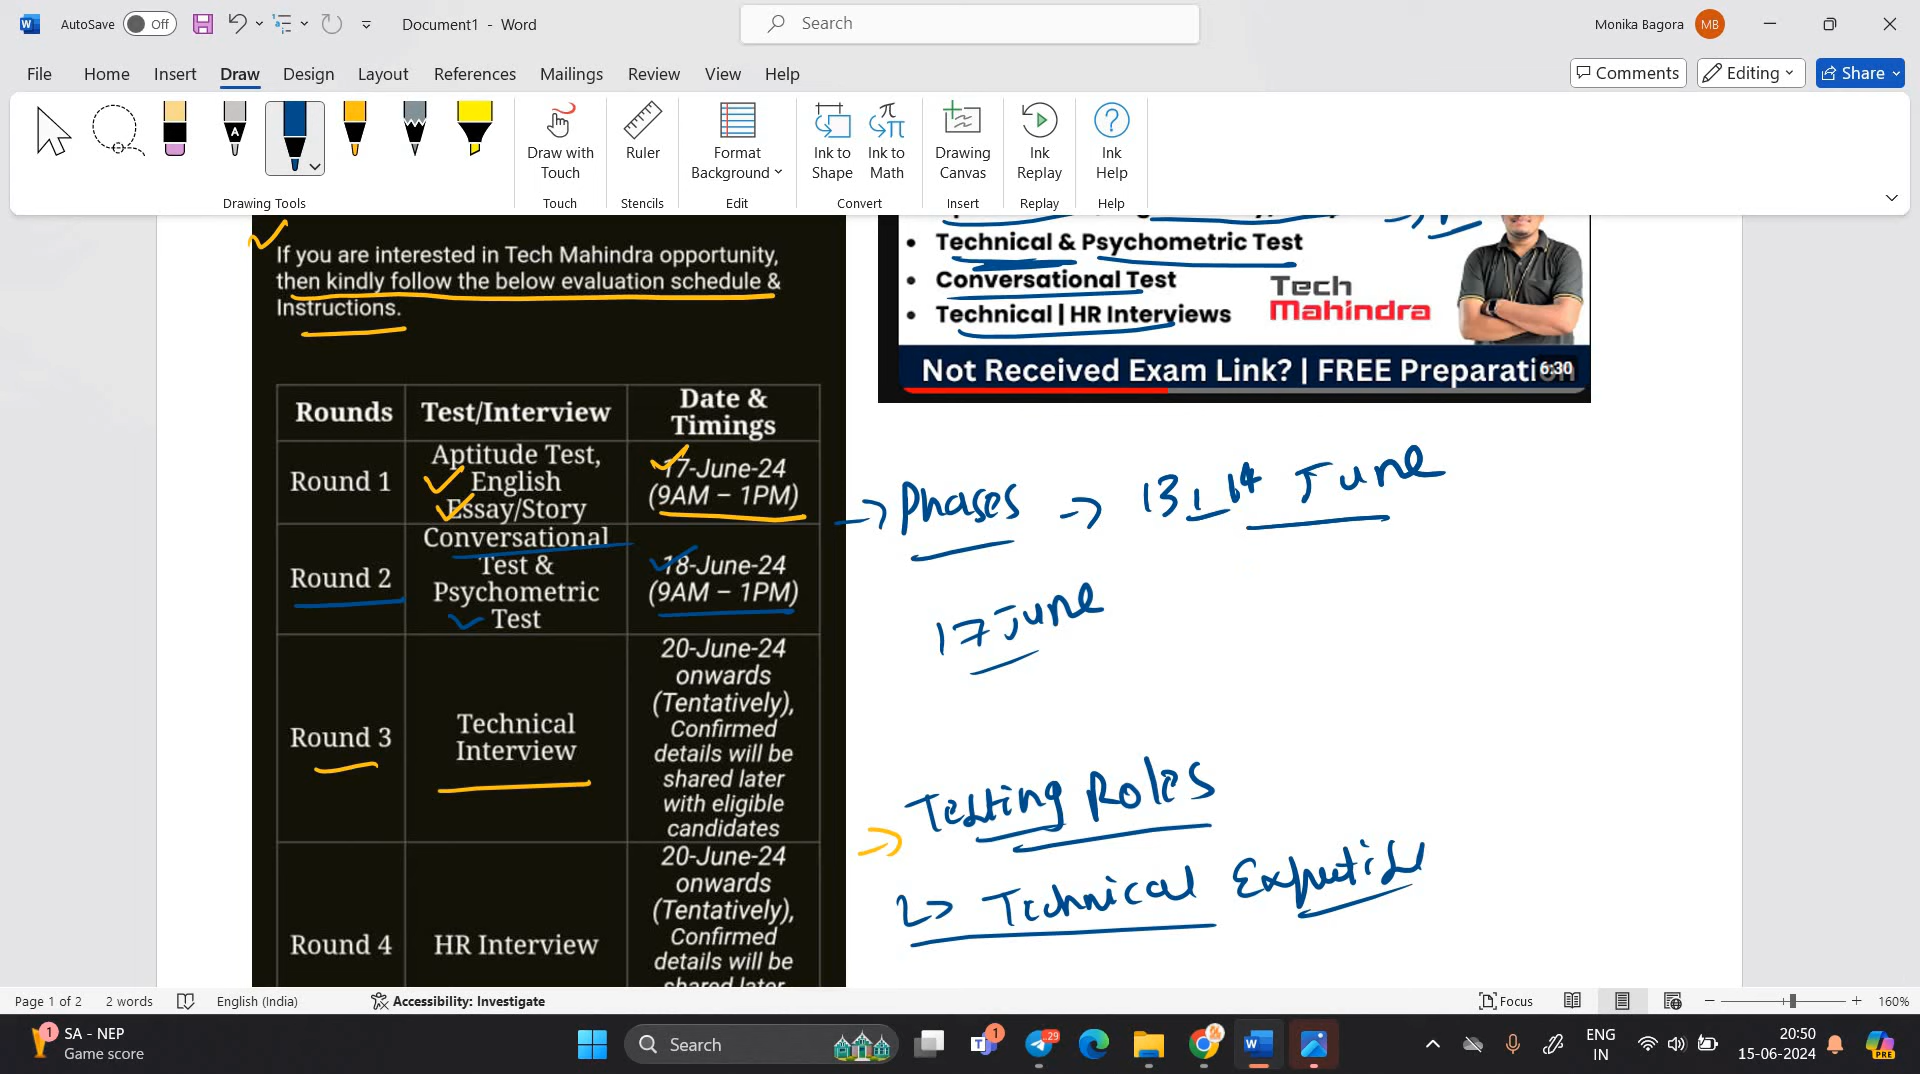 AutoSave Off Document1 - Word Search Monika Bagora MB
File Home Insert Draw Design Layout References Mailings Review View Help Comments Editing Share
A
Draw with Touch
Ruler
Format Background
Ink to Shape
Ink to Math
Drawing Canvas
Ink Replay
Ink Help
Drawing Tools Touch Stencils Edit Convert Insert Replay Help
If you are interested in Tech Mahindra opportunity,
then kindly follow the below evaluation schedule &
Instructions.
Rounds Test/Interview Date & Timings
Round 1
Aptitude Test,
English
Essay/Story
17-June-24
(9AM – 1PM)
Round 2
Conversational
Test &
Psychometric
Test
18-June-24
(9AM – 1PM)
Round 3
Technical
Interview
20-June-24
onwards
(Tentatively),
Confirmed
details will be
shared later
with eligible
candidates
Round 4
HR Interview
20-June-24
onwards
(Tentatively),
Confirmed
details will be
shared later
• Technical & Psychometric Test
• Conversational Test
• Technical | HR Interviews
Tech
Mahindra
Not Received Exam Link? | FREE Preparation
6:30
→ Phases → 13, 14 June
17 June
→ Testing Roles
2> Technical Expertise
Page 1 of 2 2 words English (India) Accessibility: Investigate Focus 160%
1 SA - NEP
Game score
Search
1
29
ENG
IN
20:50
15-06-2024
PRE